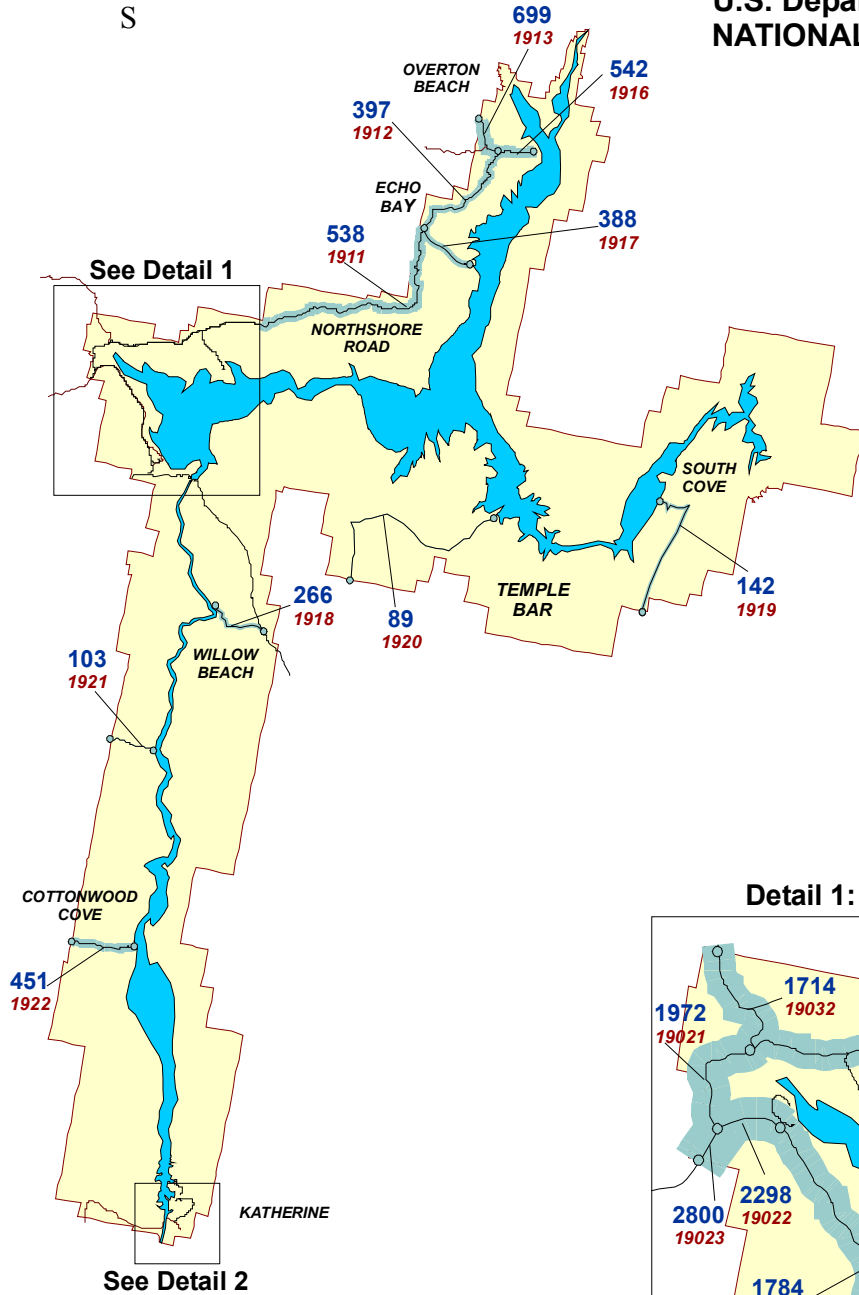 S
U.S. Depar
NATIONAL
699
1913
OVERTON
BEACH
542
1916
397
1912
ECHO
BAY
388
1917
538
1911
See Detail 1
NORTHSHORE
ROAD
SOUTH
COVE
142
1919
TEMPLE
BAR
89
1920
266
1918
WILLOW
BEACH
103
1921
COTTONWOOD
COVE
451
1922
KATHERINE
See Detail 2
Detail 1:
1714
19032
1972
19021
2298
19022
2800
19023
1784